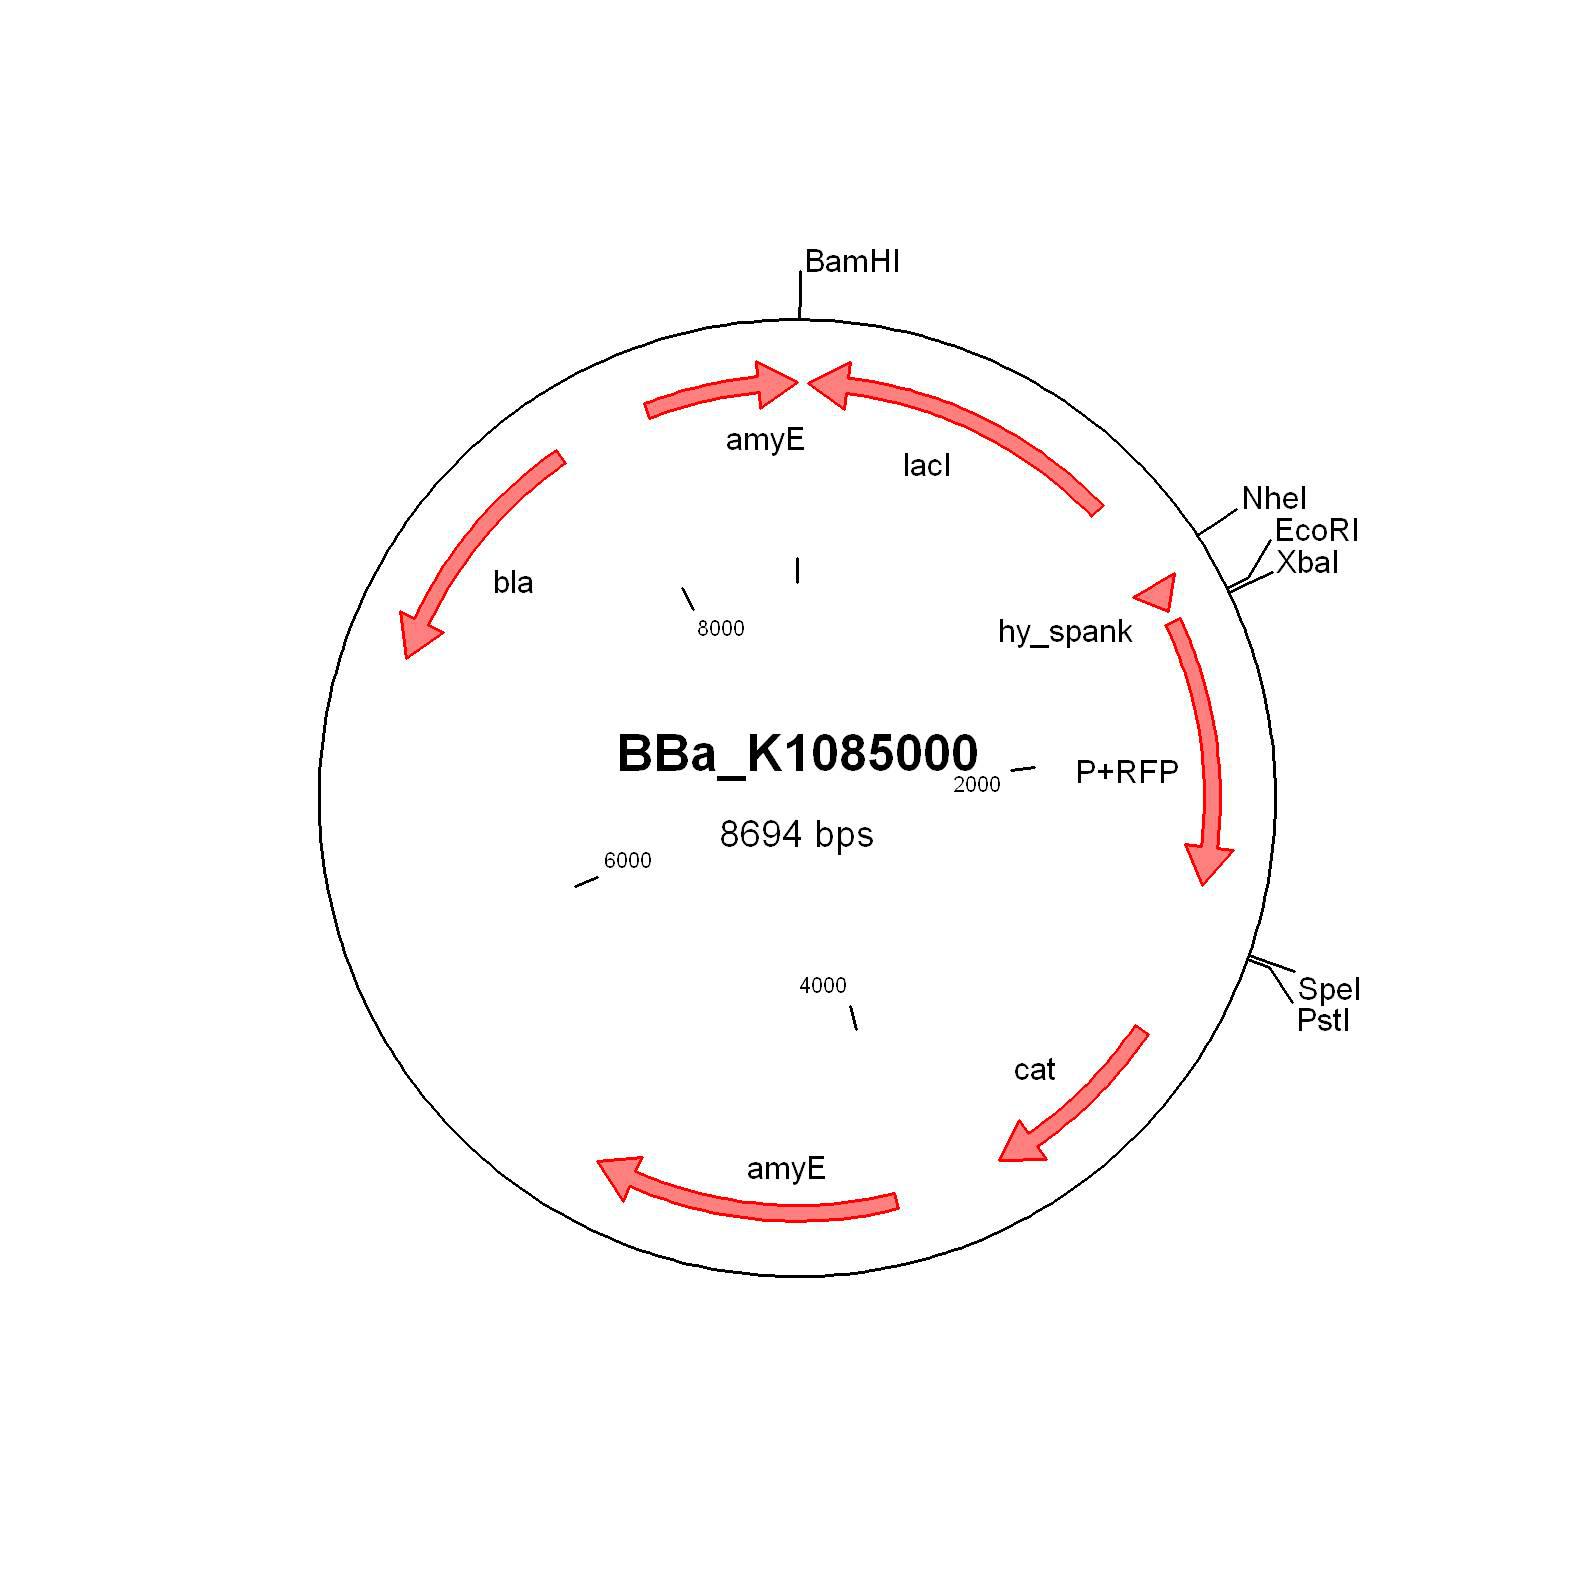 BamHI
amyE
lacI
NheI
EcoRI
XbaI
bla
8000
hy_spank
BBa_K1085000
2000
P+RFP
8694 bps
6000
4000
SpeI
PstI
cat
amyE